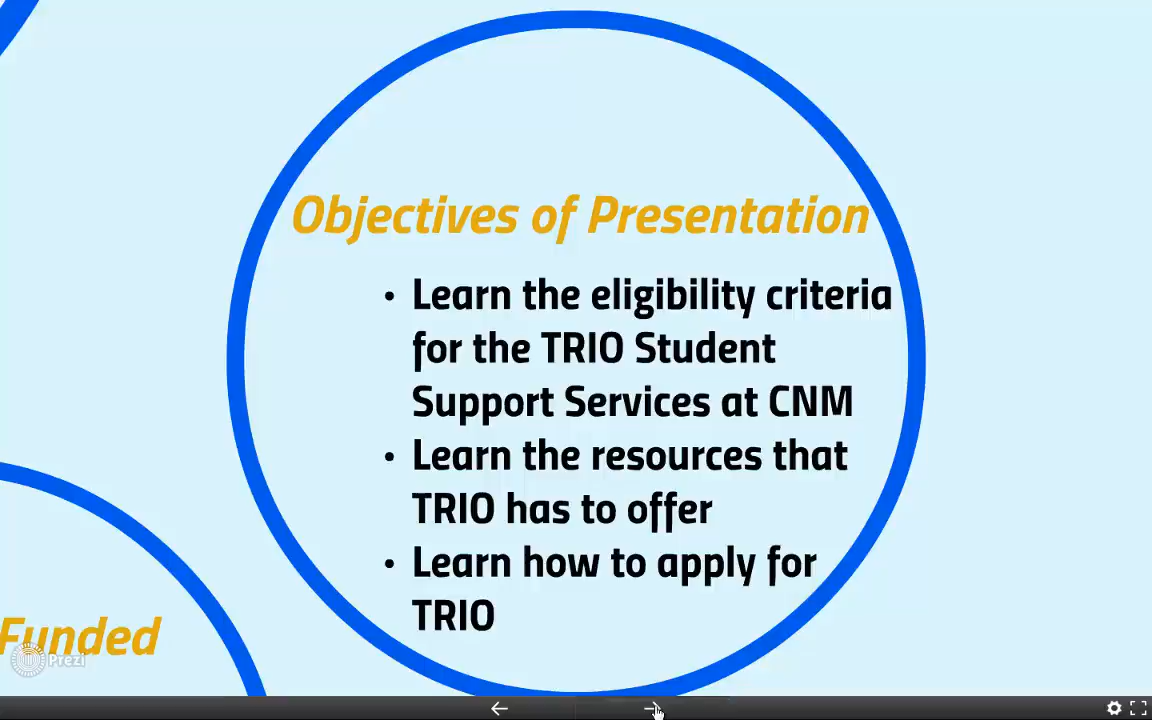 Objectives of Presentation
• Learn the eligibility criteria
for the TRIO Student
Support Services at CNM
• Learn the resources that
TRIO has to offer
• Learn how to apply for
TRIO
Funded
Prezi